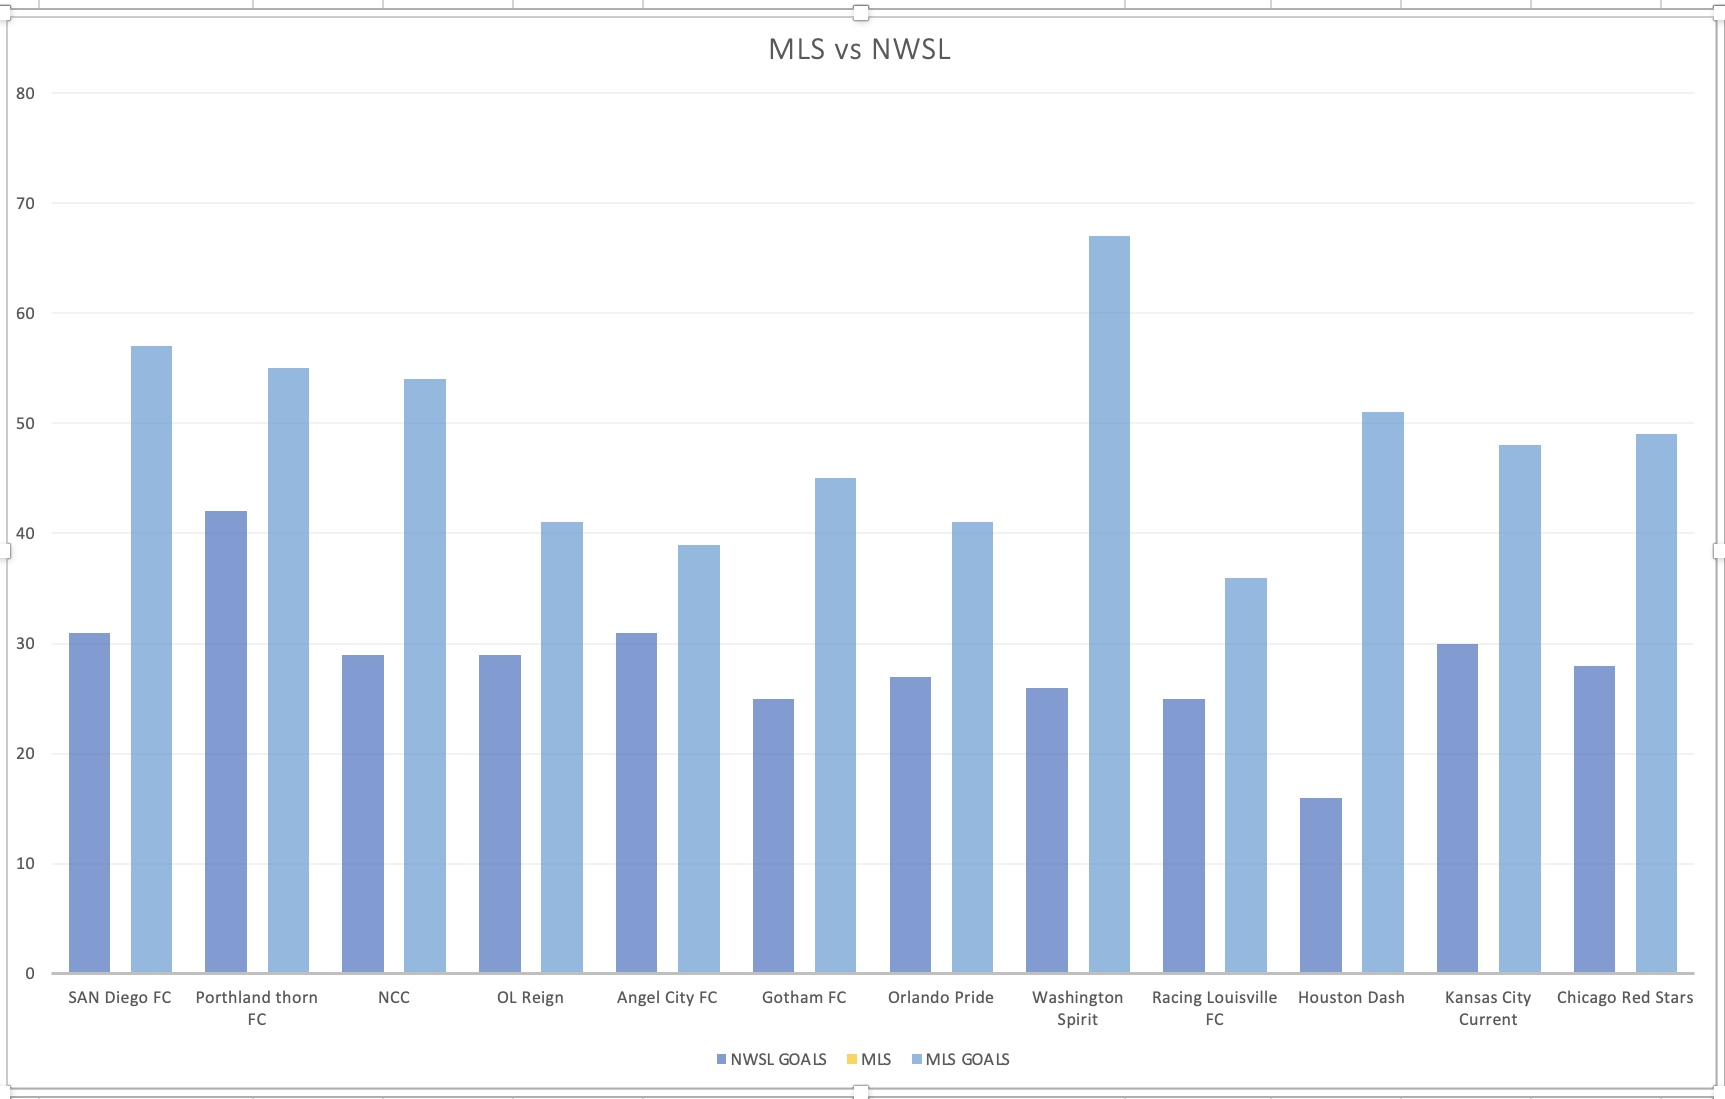 MLS vs NWSL
80
70
60
50
40
30
20
10
0
SAN Diego FC
Porthland thorn
FC
NCC
OL Reign
Angel City FC
Gotham FC
Orlando Pride
Washington
Spirit
Racing Louisville
FC
Houston Dash
Kansas City
Current
Chicago Red Stars
NWSL GOALS MLS MLS GOALS